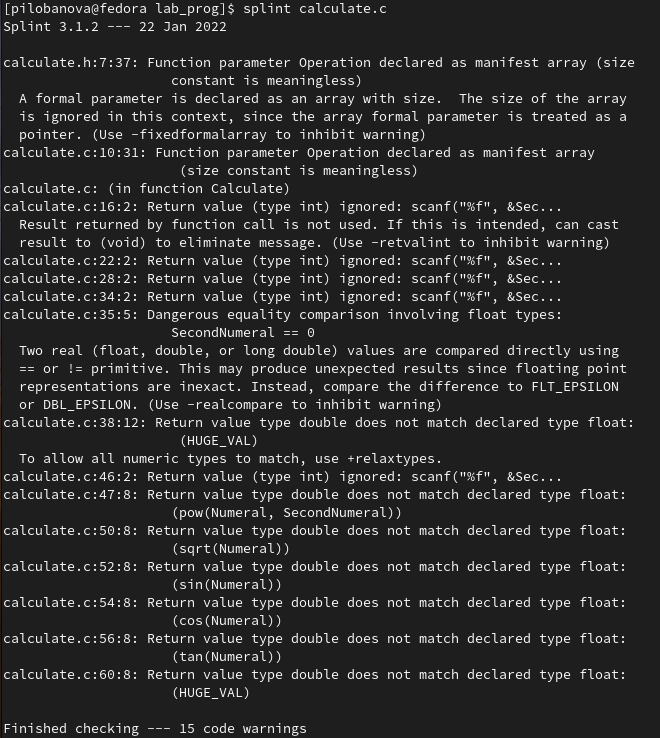 [pilobanova@fedora lab_prog]$ splint calculate.c
Splint 3.1.2 --- 22 Jan 2022

calculate.h:7:37: Function parameter Operation declared as manifest array (size
                     constant is meaningless)
  A formal parameter is declared as an array with size.  The size of the array
  is ignored in this context, since the array formal parameter is treated as a
  pointer. (Use -fixedformalarray to inhibit warning)
calculate.c:10:31: Function parameter Operation declared as manifest array
                      (size constant is meaningless)
calculate.c: (in function Calculate)
calculate.c:16:2: Return value (type int) ignored: scanf("%f", &Sec...
  Result returned by function call is not used. If this is intended, can cast
  result to (void) to eliminate message. (Use -retvalint to inhibit warning)
calculate.c:22:2: Return value (type int) ignored: scanf("%f", &Sec...
calculate.c:28:2: Return value (type int) ignored: scanf("%f", &Sec...
calculate.c:34:2: Return value (type int) ignored: scanf("%f", &Sec...
calculate.c:35:5: Dangerous equality comparison involving float types:
                     SecondNumeral == 0
  Two real (float, double, or long double) values are compared directly using
  == or != primitive. This may produce unexpected results since floating point
  representations are inexact. Instead, compare the difference to FLT_EPSILON
  or DBL_EPSILON. (Use -realcompare to inhibit warning)
calculate.c:38:12: Return value type double does not match declared type float:
                      (HUGE_VAL)
  To allow all numeric types to match, use +relaxtypes.
calculate.c:46:2: Return value (type int) ignored: scanf("%f", &Sec...
calculate.c:47:8: Return value type double does not match declared type float:
                     (pow(Numeral, SecondNumeral))
calculate.c:50:8: Return value type double does not match declared type float:
                     (sqrt(Numeral))
calculate.c:52:8: Return value type double does not match declared type float:
                     (sin(Numeral))
calculate.c:54:8: Return value type double does not match declared type float:
                     (cos(Numeral))
calculate.c:56:8: Return value type double does not match declared type float:
                     (tan(Numeral))
calculate.c:60:8: Return value type double does not match declared type float:
                     (HUGE_VAL)

Finished checking --- 15 code warnings